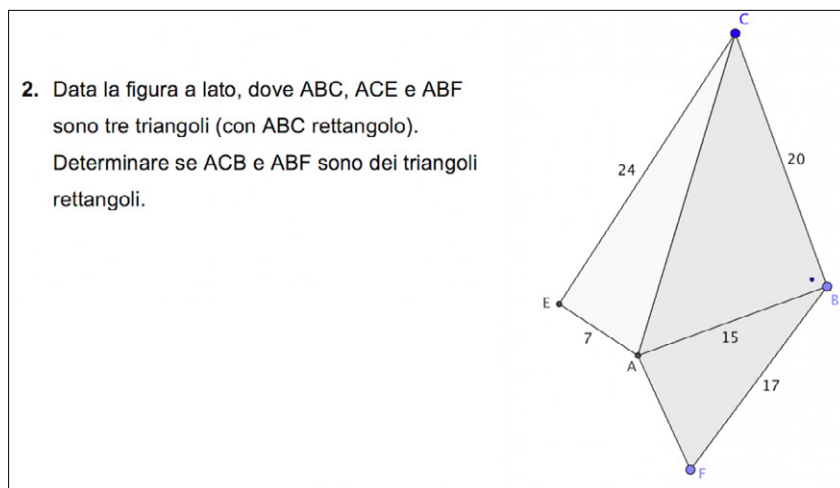 2. Data la figura a lato, dove ABC, ACE e ABF
sono tre triangoli (con ABC rettangolo).
Determinare se ACB e ABF sono dei triangoli
rettangoli.
C
24
20
E
B
7
15
A
17
F